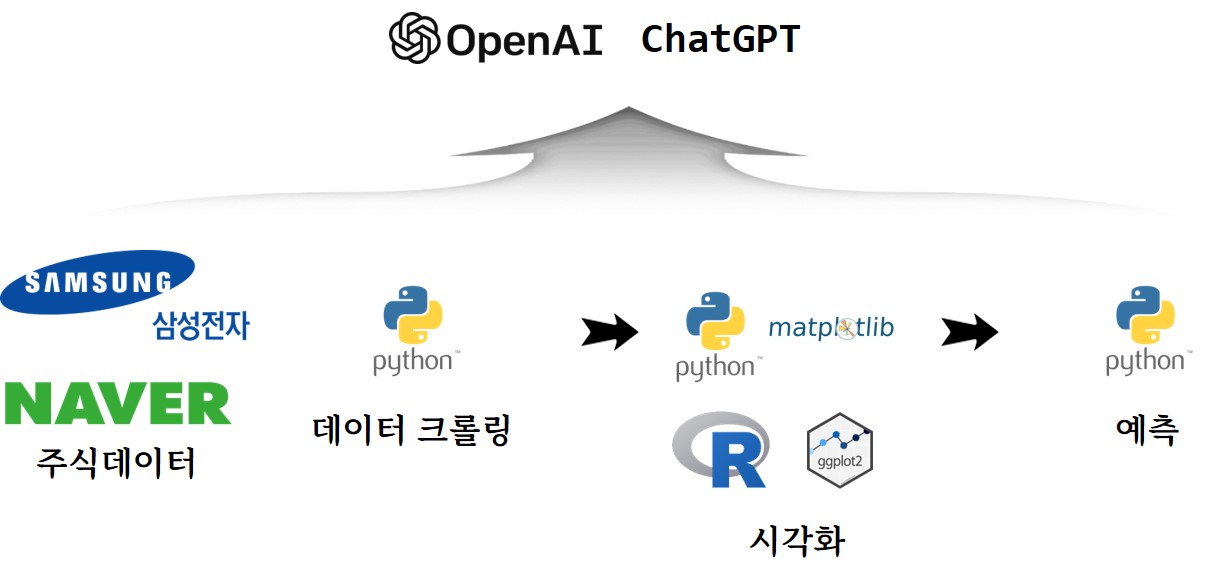 OpenAI ChatGPT
SAMSUNG
삼성전자
NAVER
주식데이터
python™
데이터 크롤링
python™
matplotlib
R
ggplot2
시각화
python™
예측